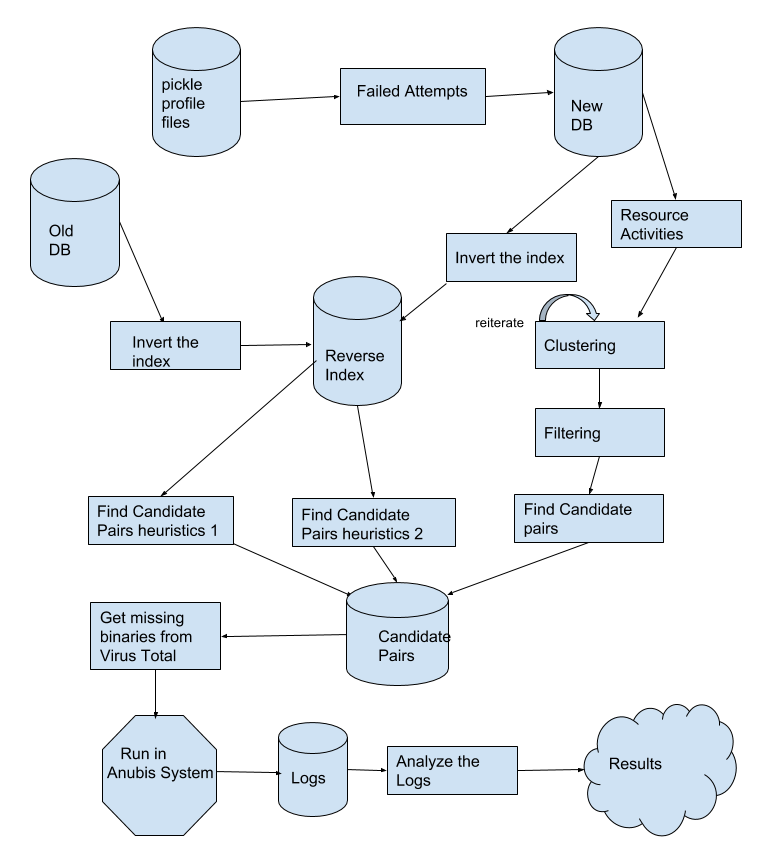 pickle
profile
files
Failed Attempts
New
DB
Old
DB
Resource
Activities
Invert the index
reiterate
Invert the
index
Reverse
Index
Clustering
Filtering
Find Candidate
Pairs heuristics 1
Find Candidate
Pairs heuristics 2
Find Candidate
pairs
Get missing
binaries from
Virus Total
Candidate
Pairs
Run in
Anubis System
Logs
Analyze the
Logs
Results